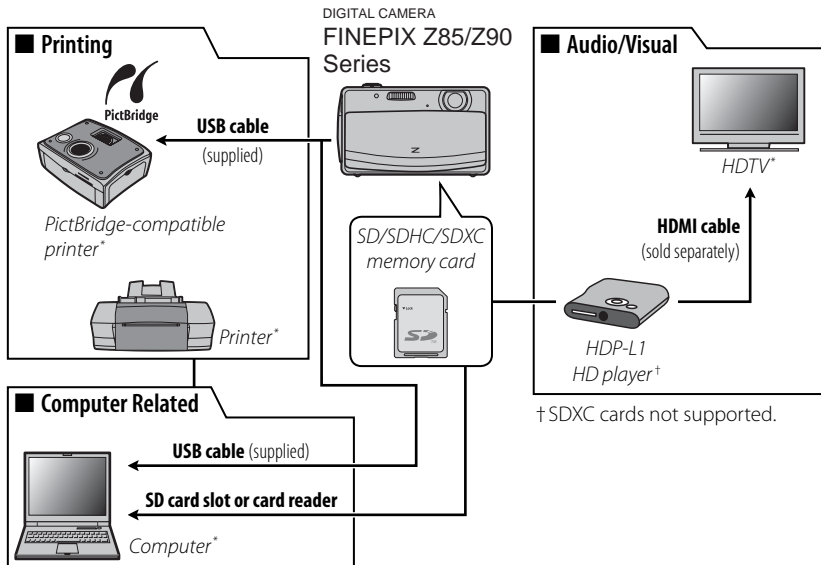 DIGITAL CAMERA
FINEPIX Z85/Z90
Series
■ Printing
PictBridge
USB cable
(supplied)
PictBridge-compatible
printer*
Printer*
Z
SD/SDHC/SDXC
memory card
Lock
SD
■ Audio/Visual
HDTV*
HDMI cable
(sold separately)
HDP-L1
HD player†
† SDXC cards not supported.
■ Computer Related
USB cable (supplied)
SD card slot or card reader
Computer*